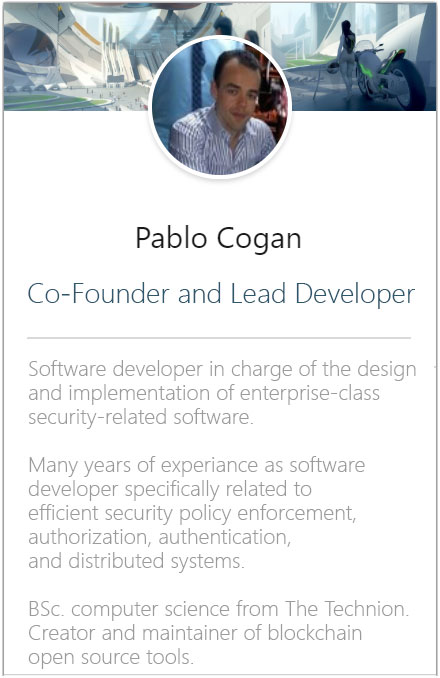 Pablo Cogan
Co-Founder and Lead Developer
Software developer in charge of the design
and implementation of enterprise-class
security-related software.
Many years of experiance as software
developer specifically related to
efficient security policy enforcement,
authorization, authentication,
and distributed systems.
BSc. computer science from The Technion.
Creator and maintainer of blockchain
open source tools.